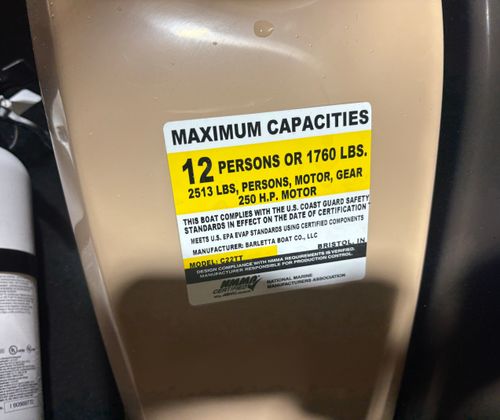 MAXIMUM CAPACITIES
12 PERSONS OR 1760 LBS.
2513 LBS, PERSONS, MOTOR, GEAR
250 H.P. MOTOR
THIS BOAT COMPLIES WITH THE U.S. COAST GUARD SAFETY
STANDARDS IN EFFECT ON THE DATE OF CERTIFICATION
MEETS U.S. EPA EVAP STANDARDS USING CERTIFIED COMPONENTS
MANUFACTURER: BARLETTA BOAT CO., LLC
BRISTOL, IN
MODEL: C22TT
DESIGN COMPLIANCE WITH NMMA REQUIREMENTS IS VERIFIED.
MANUFACTURER RESPONSIBLE FOR PRODUCTION CONTROL.
NMMA
CERTIFIED
NATIONAL MARINE
MANUFACTURERS ASSOCIATION